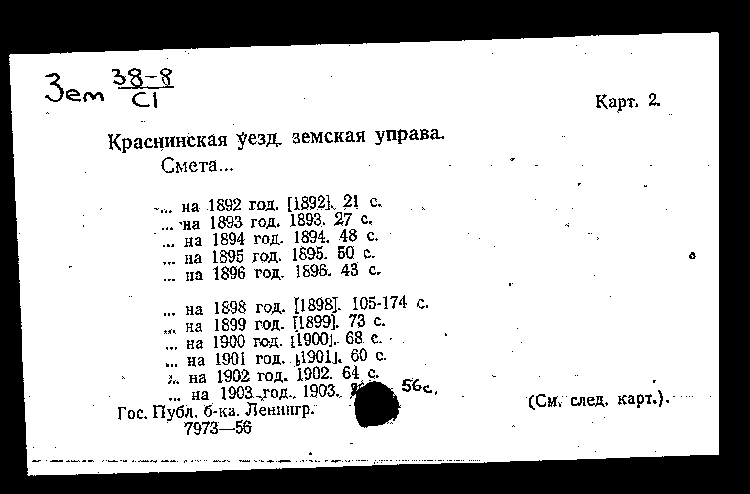 Зем 38-8
С1
Карт. 2.
Краснинская уезд. земская управа.
Смета...
... на 1892 год. [1892]. 21 с.
... на 1893 год. 1893. 27 с.
... на 1894 год. 1894. 48 с.
... на 1895 год. 1895. 50 с.
... на 1896 год. 1896. 43 с.
... на 1898 год. [1898]. 105-174 с.
... на 1899 год. [1899]. 73 с.
... на 1900 год. [1900]. 68 с.
... на 1901 год. [1901]. 60 с.
... на 1902 год. 1902. 64 с.
... на 1903 год. 1903. 56с.
(См. след. карт.).
Гос. Публ. б-ка. Ленингр.
7973—56